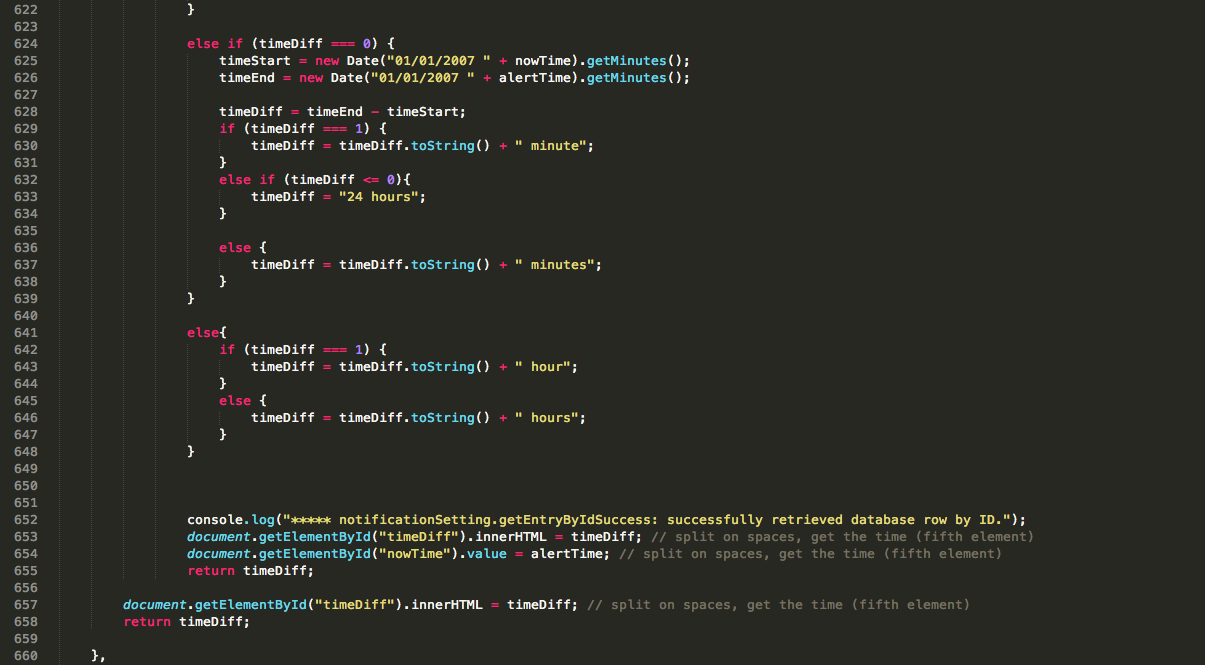 622                     }
623
624                     else if (timeDiff === 0) {
625                         timeStart = new Date("01/01/2007 " + nowTime).getMinutes();
626                         timeEnd = new Date("01/01/2007 " + alertTime).getMinutes();
627
628                         timeDiff = timeEnd - timeStart;
629                         if (timeDiff === 1) {
630                             timeDiff = timeDiff.toString() + " minute";
631                         }
632                         else if (timeDiff <= 0){
633                             timeDiff = "24 hours";
634                         }
635
636                         else {
637                             timeDiff = timeDiff.toString() + " minutes";
638                         }
639                     }
640
641                     else{
642                         if (timeDiff === 1) {
643                             timeDiff = timeDiff.toString() + " hour";
644                         }
645                         else {
646                             timeDiff = timeDiff.toString() + " hours";
647                         }
648                     }
649
650
651
652                     console.log("***** notificationSetting.getEntryByIdSuccess: successfully retrieved database row by ID.");
653                     document.getElementById("timeDiff").innerHTML = timeDiff; // split on spaces, get the time (fifth element)
654                     document.getElementById("nowTime").value = alertTime; // split on spaces, get the time (fifth element)
655                     return timeDiff;
656
657             document.getElementById("timeDiff").innerHTML = timeDiff; // split on spaces, get the time (fifth element)
658             return timeDiff;
659
660         },